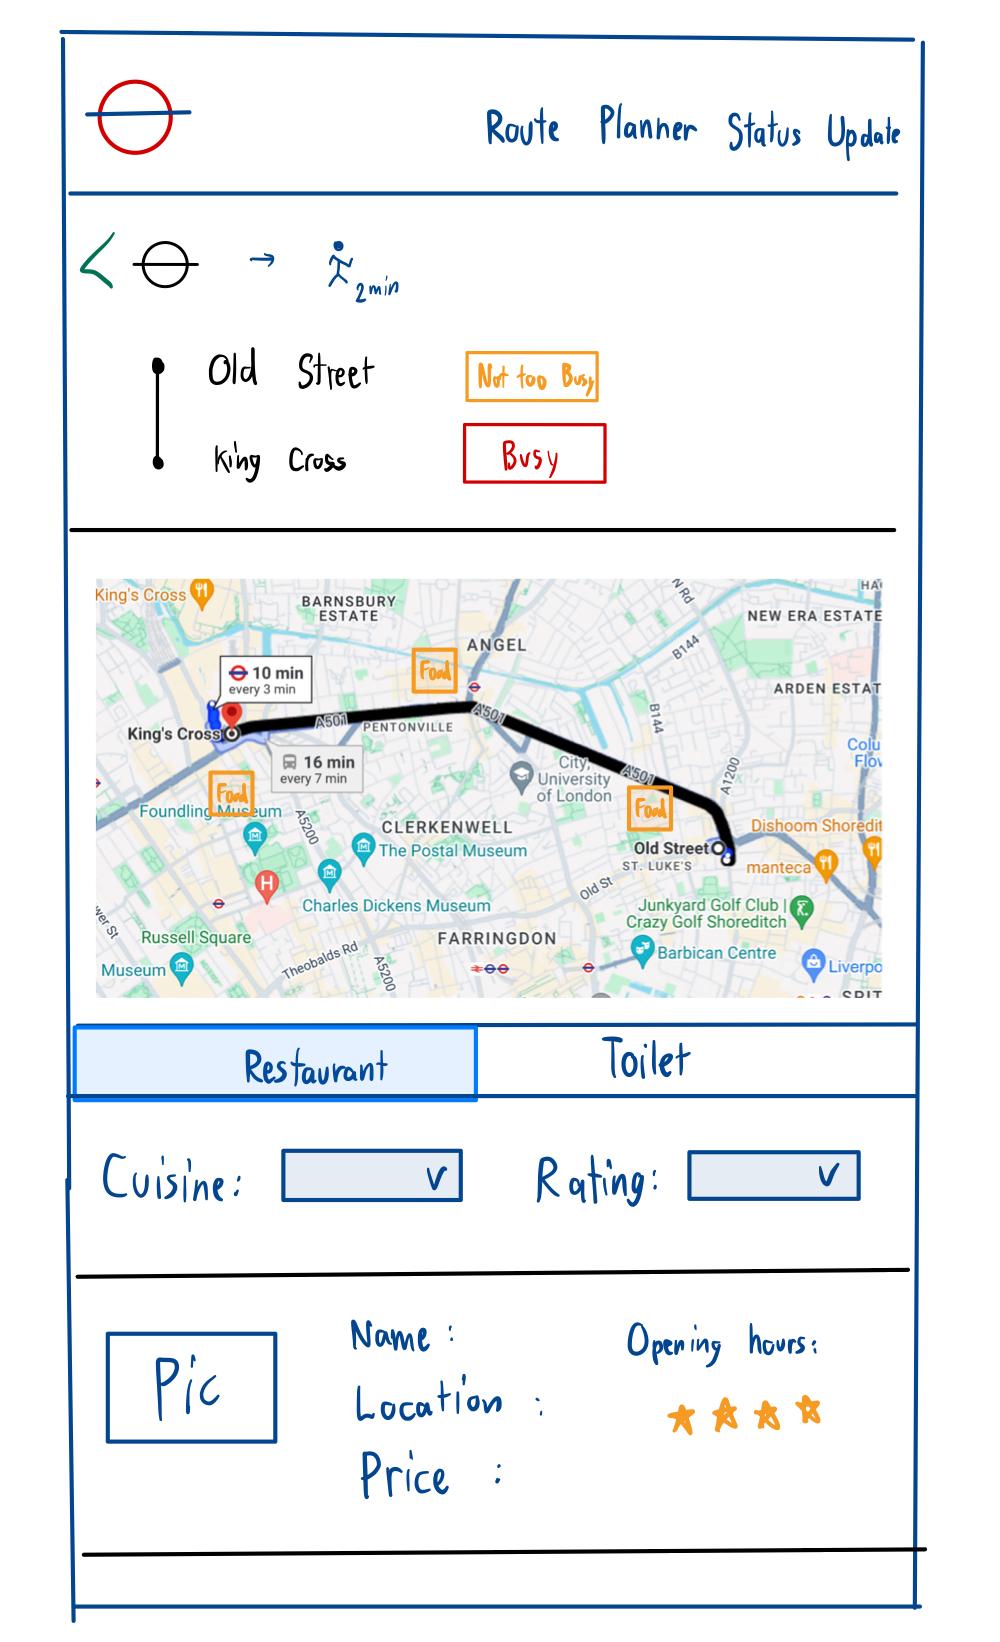 Route Planner Status Update
<
→ 2min
Old Street Not too Busy
King Cross Busy
King's Cross
BARNSBURY
ESTATE
N Rd
NEW ERA ESTATE
ANGEL
B144
Food
10 min
every 3 min
ARDEN ESTAT
King's Cross
A501
PENTONVILLE
A501
B144
Colu
Flov
16 min
every 7 min
City,
University
of London
A501
A1200
Food
Food
Foundling Museum
A5200
CLERKENWELL
The Postal Museum
Old Street
ST. LUKE'S
Dishoom Shoredit
manteca
H
Charles Dickens Museum
Old St
Junkyard Golf Club |
Crazy Golf Shoreditch
wer St
Russell Square
Theobalds Rd
FARRINGDON
Barbican Centre
Museum
A5200
Liverpo
Restaurant Toilet
Cuisine: v Rating: v
Pic
Name : Opening hours:
Location :
Price :